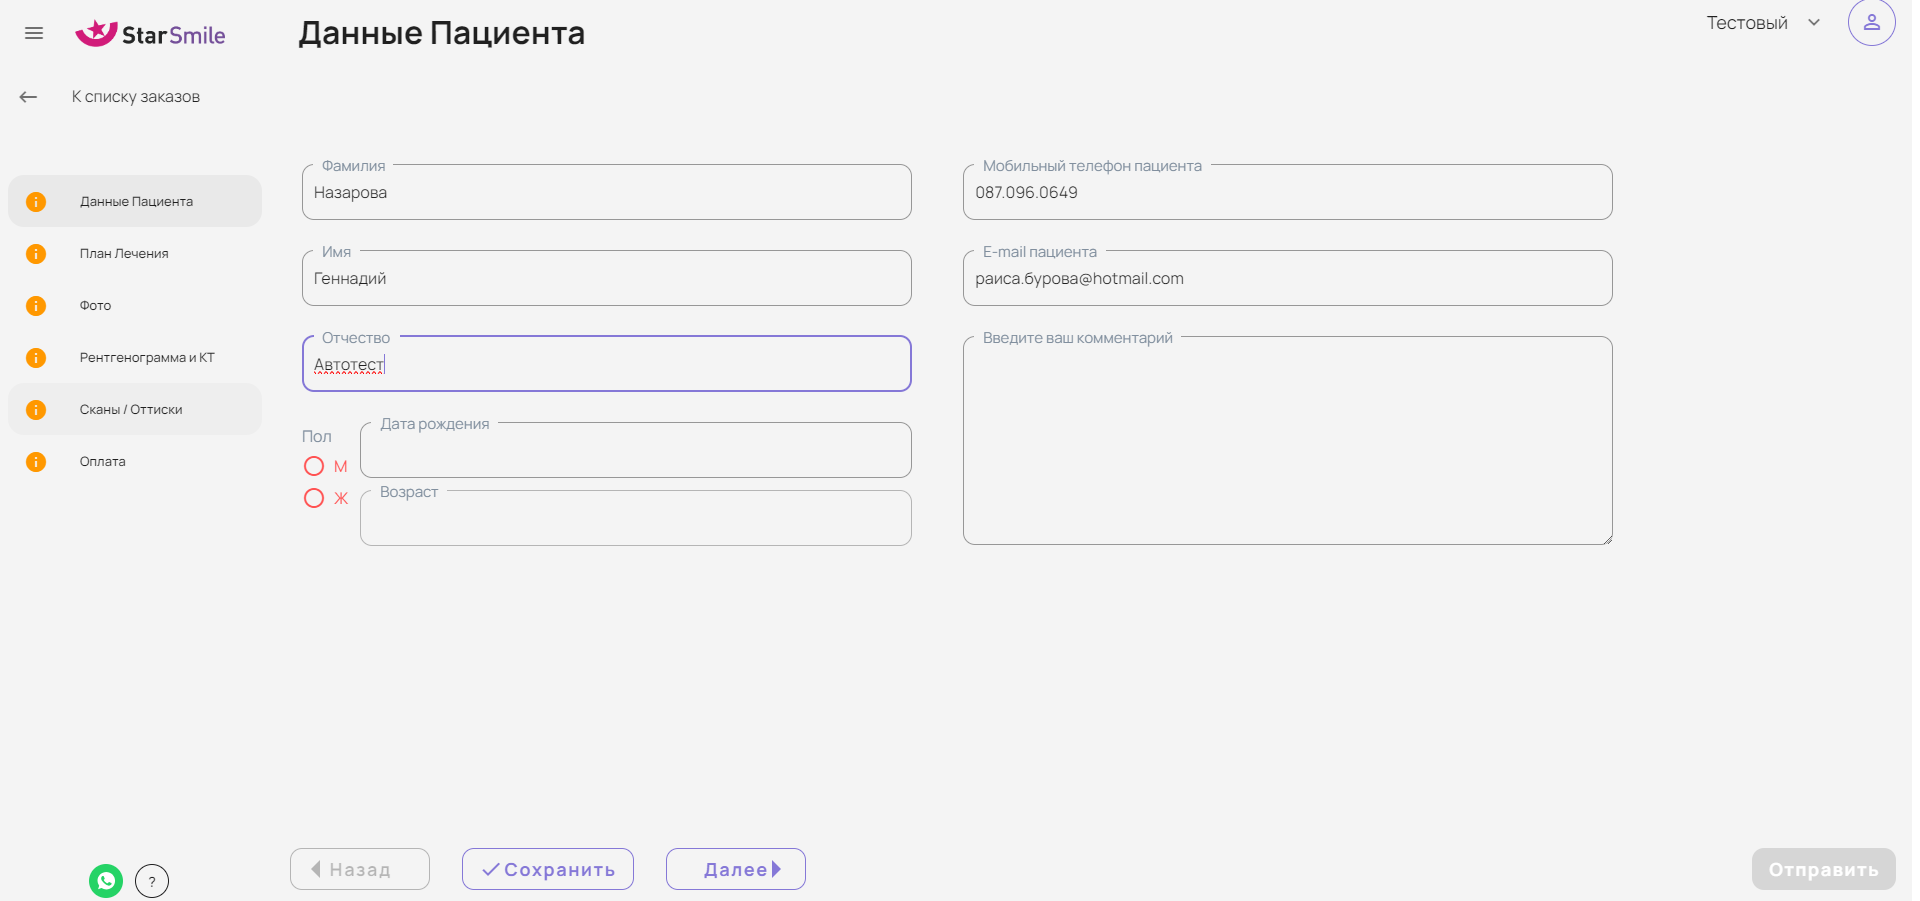 StarSmile
Данные Пациента
Тестовый
К списку заказов
Данные Пациента
План Лечения
Фото
Рентгенограмма и КТ
Сканы / Оттиски
Оплата
Фамилия
Назарова
Имя
Геннадий
Отчество
Автотест
Пол
М
Ж
Дата рождения
Возраст
Мобильный телефон пациента
087.096.0649
E-mail пациента
раиса.бурова@hotmail.com
Введите ваш комментарий
?
Назад
Сохранить
Далее
Отправить